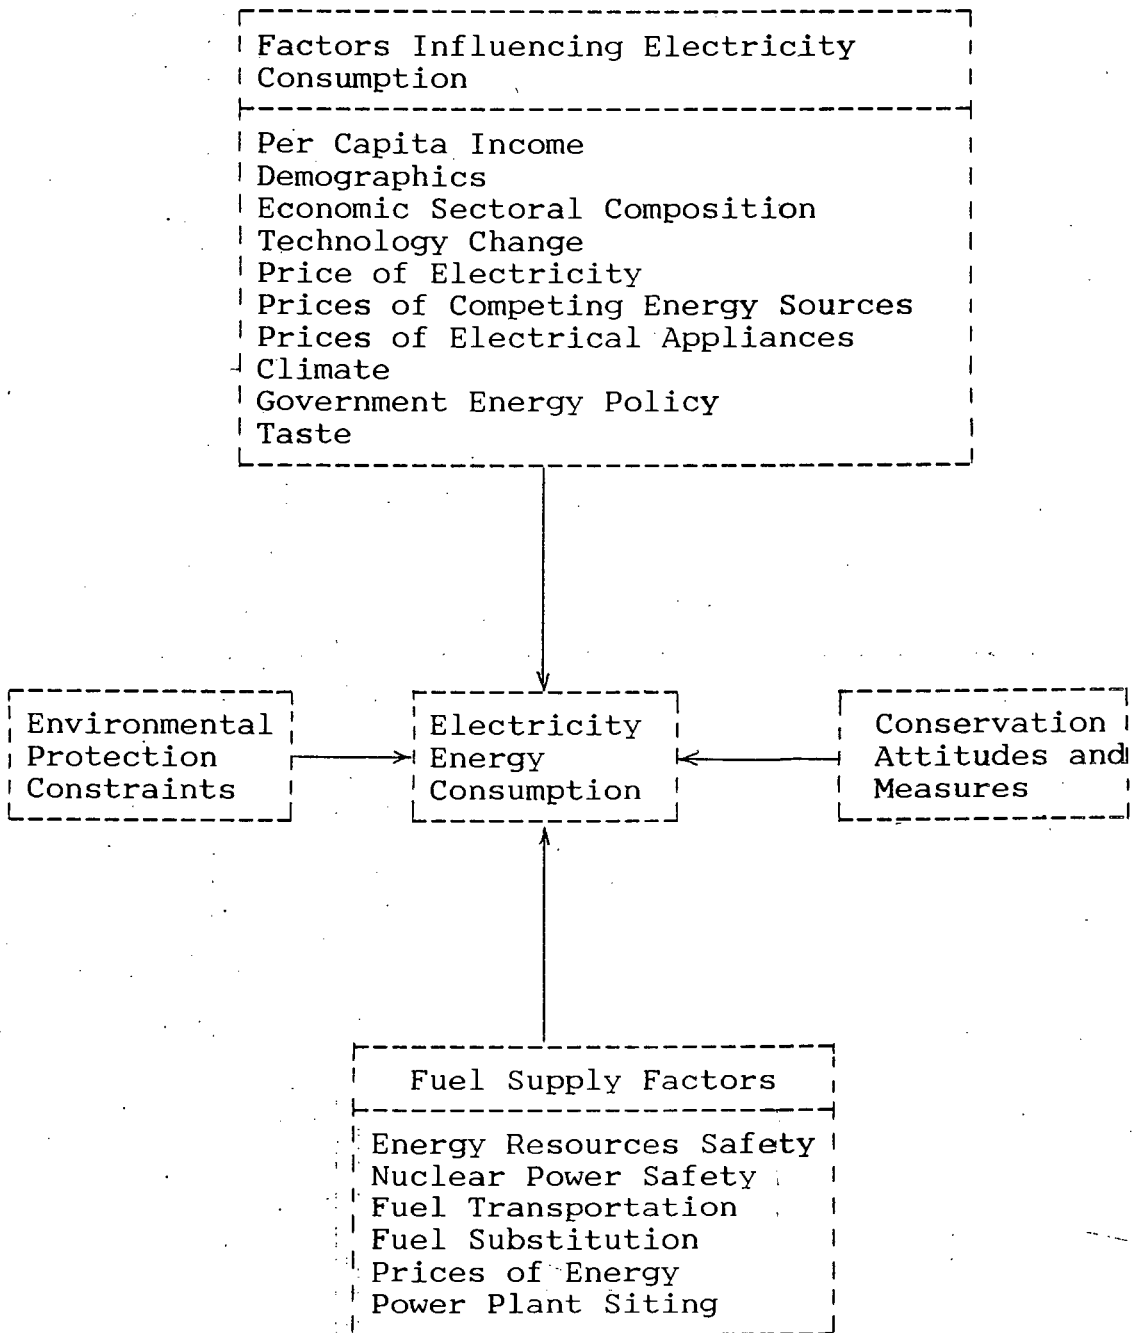 Factors Influencing Electricity
Consumption
Per Capita Income
Demographics
Economic Sectoral Composition
Technology Change
Price of Electricity
Prices of Competing Energy Sources
Prices of Electrical Appliances
Climate
Government Energy Policy
Taste
Environmental
Protection
Constraints
Electricity
Energy
Consumption
Conservation
Attitudes and
Measures
Fuel Supply Factors
Energy Resources Safety
Nuclear Power Safety
Fuel Transportation
Fuel Substitution
Prices of Energy
Power Plant Siting